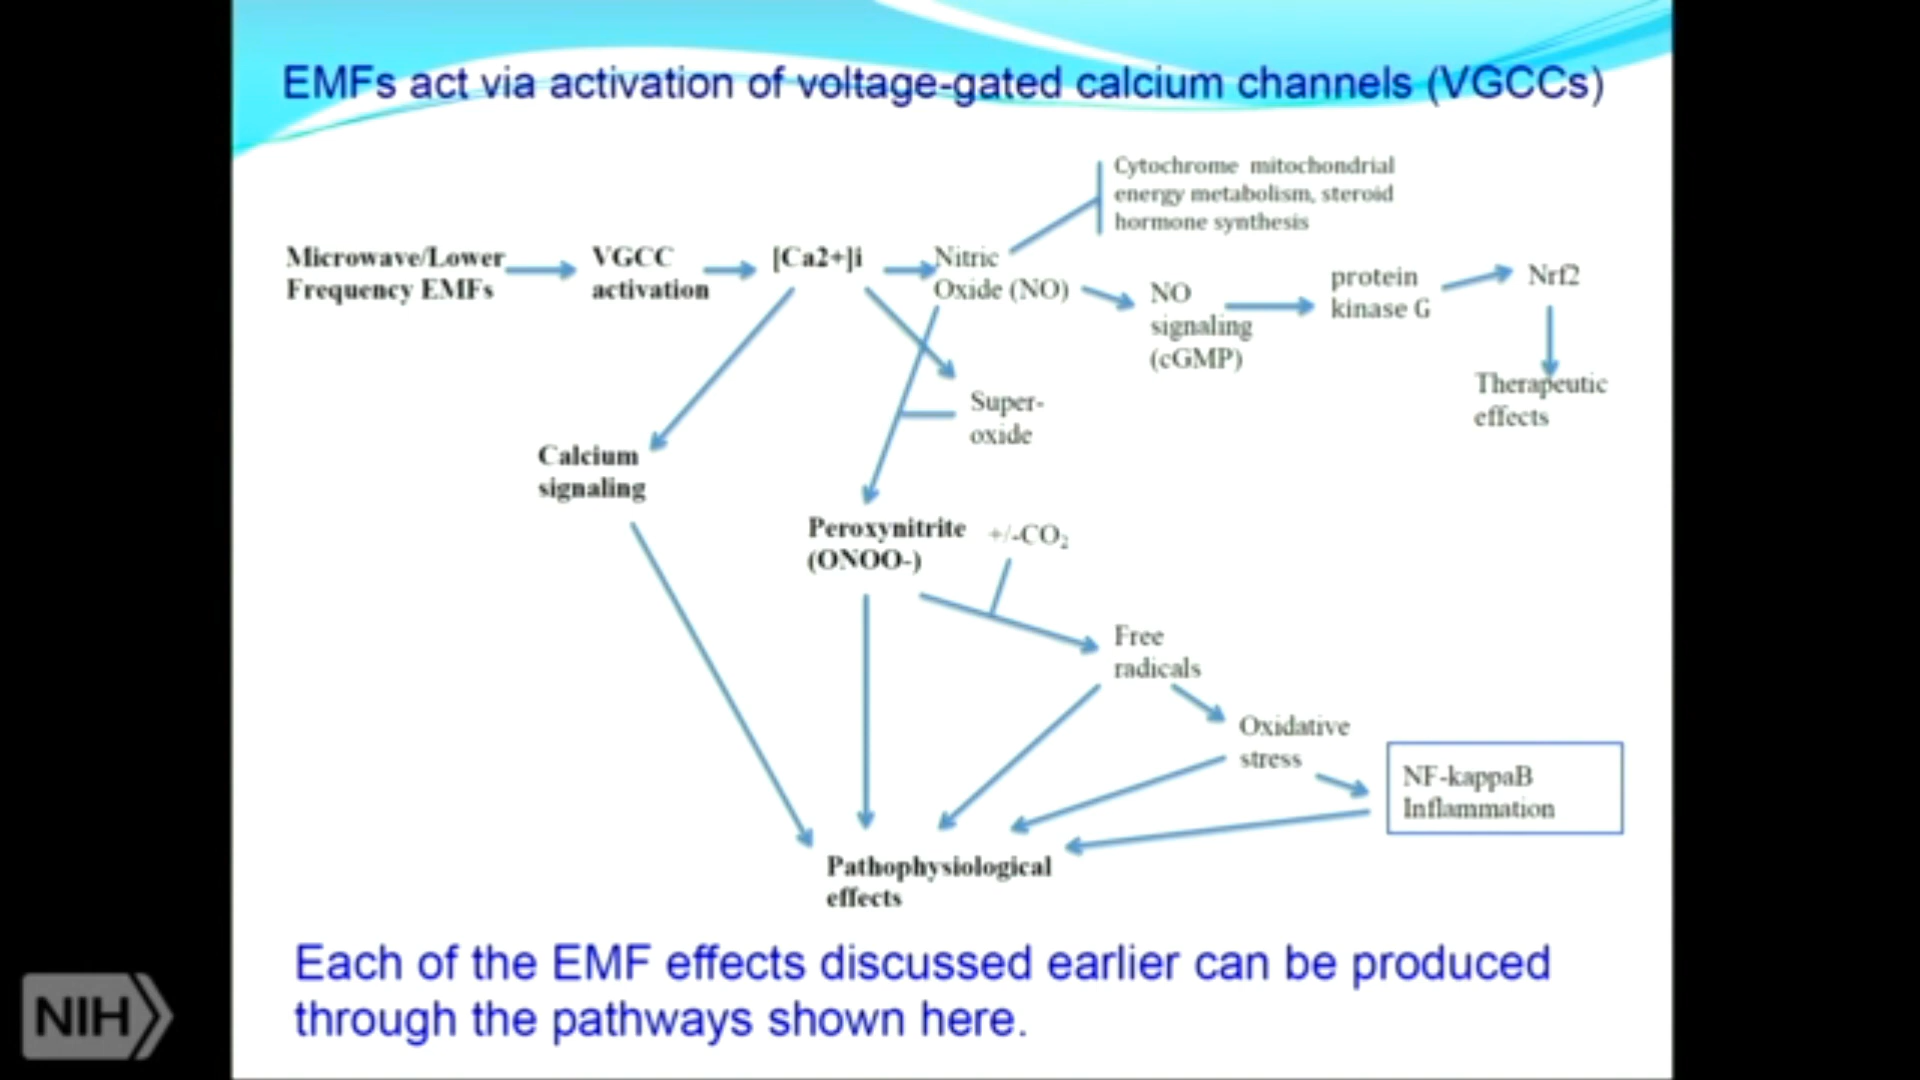 EMFs act via activation of voltage-gated calcium channels (VGCCs)
Cytochrome mitochondrial
energy metabolism, steroid
hormone synthesis
Microwave/Lower
Frequency EMFs
VGCC
activation
[Ca2+]i
Nitric
Oxide (NO)
NO
signaling
(cGMP)
protein
kinase G
Nrf2
Therapeutic
effects
Super-
oxide
Calcium
signaling
Peroxynitrite
(ONOO-)
+/-CO₂
Free
radicals
Oxidative
stress
NF-kappaB
Inflammation
Pathophysiological
effects
Each of the EMF effects discussed earlier can be produced
through the pathways shown here.
NIH